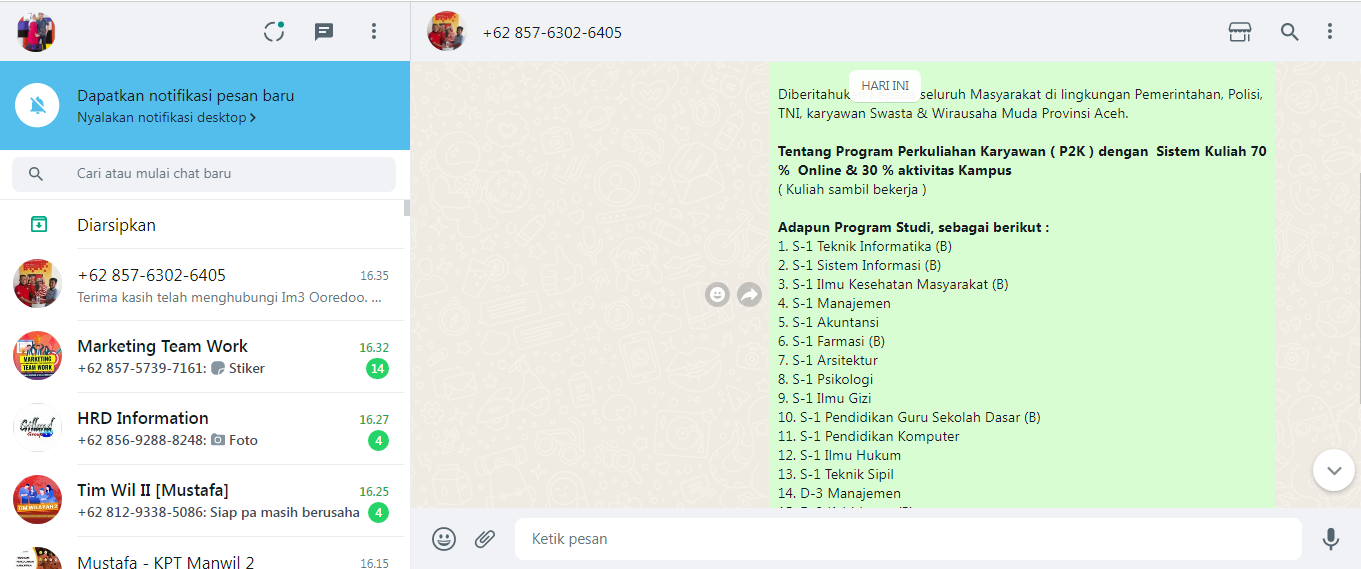 Dapatkan notifikasi pesan baru
Nyalakan notifikasi desktop
Cari atau mulai chat baru
Diarsipkan
+62 857-6302-6405
16.35
Terima kasih telah menghubungi Im3 Ooredoo. ...
Marketing Team Work
16.32
+62 857-5739-7161: Stiker
14
MARKETING
TEAM WORK
HRD Information
16.27
+62 856-9288-8248: Foto
4
Group
Tim Wil II [Mustafa]
16.25
+62 812-9338-5086: Siap pa masih berusaha
4
Mustafa - KPT Manwil 2
16.15
+62 857-6302-6405
HARI INI
Diberitahuk seluruh Masyarakat di lingkungan Pemerintahan, Polisi,
TNI, karyawan Swasta & Wirausaha Muda Provinsi Aceh.
Tentang Program Perkuliahan Karyawan ( P2K ) dengan Sistem Kuliah 70
% Online & 30 % aktivitas Kampus
( Kuliah sambil bekerja )
Adapun Program Studi, sebagai berikut :
1. S-1 Teknik Informatika (B)
2. S-1 Sistem Informasi (B)
3. S-1 Ilmu Kesehatan Masyarakat (B)
4. S-1 Manajemen
5. S-1 Akuntansi
6. S-1 Farmasi (B)
7. S-1 Arsitektur
8. S-1 Psikologi
9. S-1 Ilmu Gizi
10. S-1 Pendidikan Guru Sekolah Dasar (B)
11. S-1 Pendidikan Komputer
12. S-1 Ilmu Hukum
13. S-1 Teknik Sipil
14. D-3 Manajemen
Ketik pesan